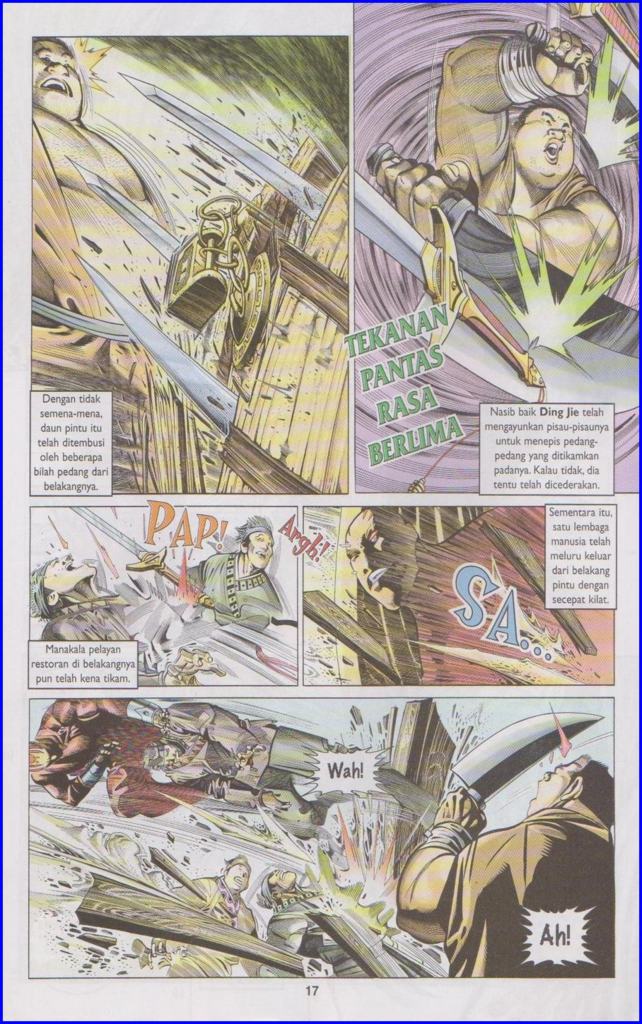 Dengan tidak
semena-mena,
daun pintu itu
telah ditembusi
oleh beberapa
bilah pedang dari
belakangnya.
TEKANAN
PANTAS
RASA
BERLIMA
Nasib baik Ding Jie telah
mengayunkan pisau-pisaunya
untuk menepis pedang-
pedang yang ditikamkan
padanya. Kalau tidak, dia
tentu telah dicederakan.
PAP!
Argh!
Manakala pelayan
restoran di belakangnya
pun telah kena tikam.
Sementara itu,
satu lembaga
manusia telah
meluru keluar
dari belakang
pintu dengan
secepat kilat.
SA...
Wah!
Ah!
17